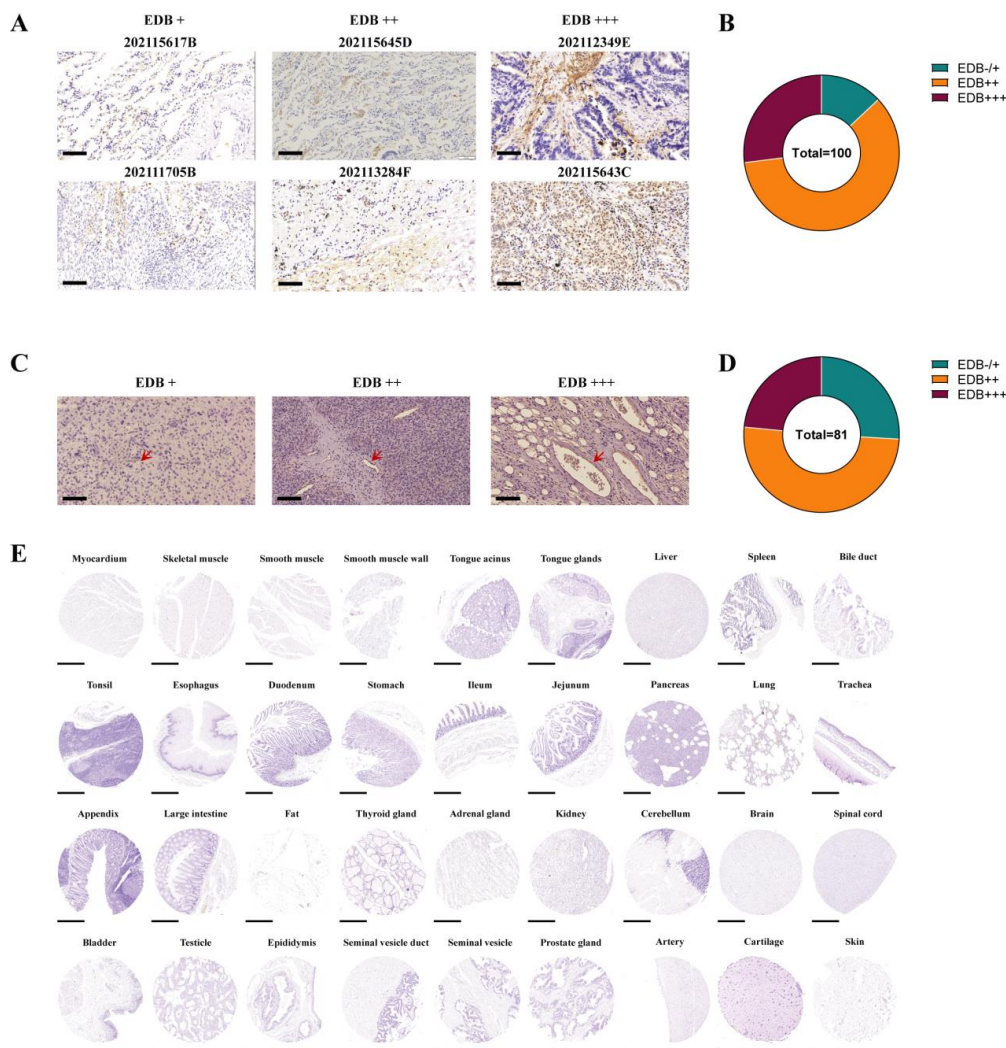 A
EDB +
EDB ++
EDB +++
202115617B
202115645D
202112349E
202111705B
202113284F
202115643C
B
Total=100
EDB-/+
EDB++
EDB+++
C
EDB +
EDB ++
EDB +++
D
Total=81
EDB-/+
EDB++
EDB+++
E
Myocardium
Skeletal muscle
Smooth muscle
Smooth muscle wall
Tongue acinus
Tongue glands
Liver
Spleen
Bile duct
Tonsil
Esophagus
Duodenum
Stomach
Ileum
Jejunum
Pancreas
Lung
Trachea
Appendix
Large intestine
Fat
Thyroid gland
Adrenal gland
Kidney
Cerebellum
Brain
Spinal cord
Bladder
Testicle
Epididymis
Seminal vesicle duct
Seminal vesicle
Prostate gland
Artery
Cartilage
Skin